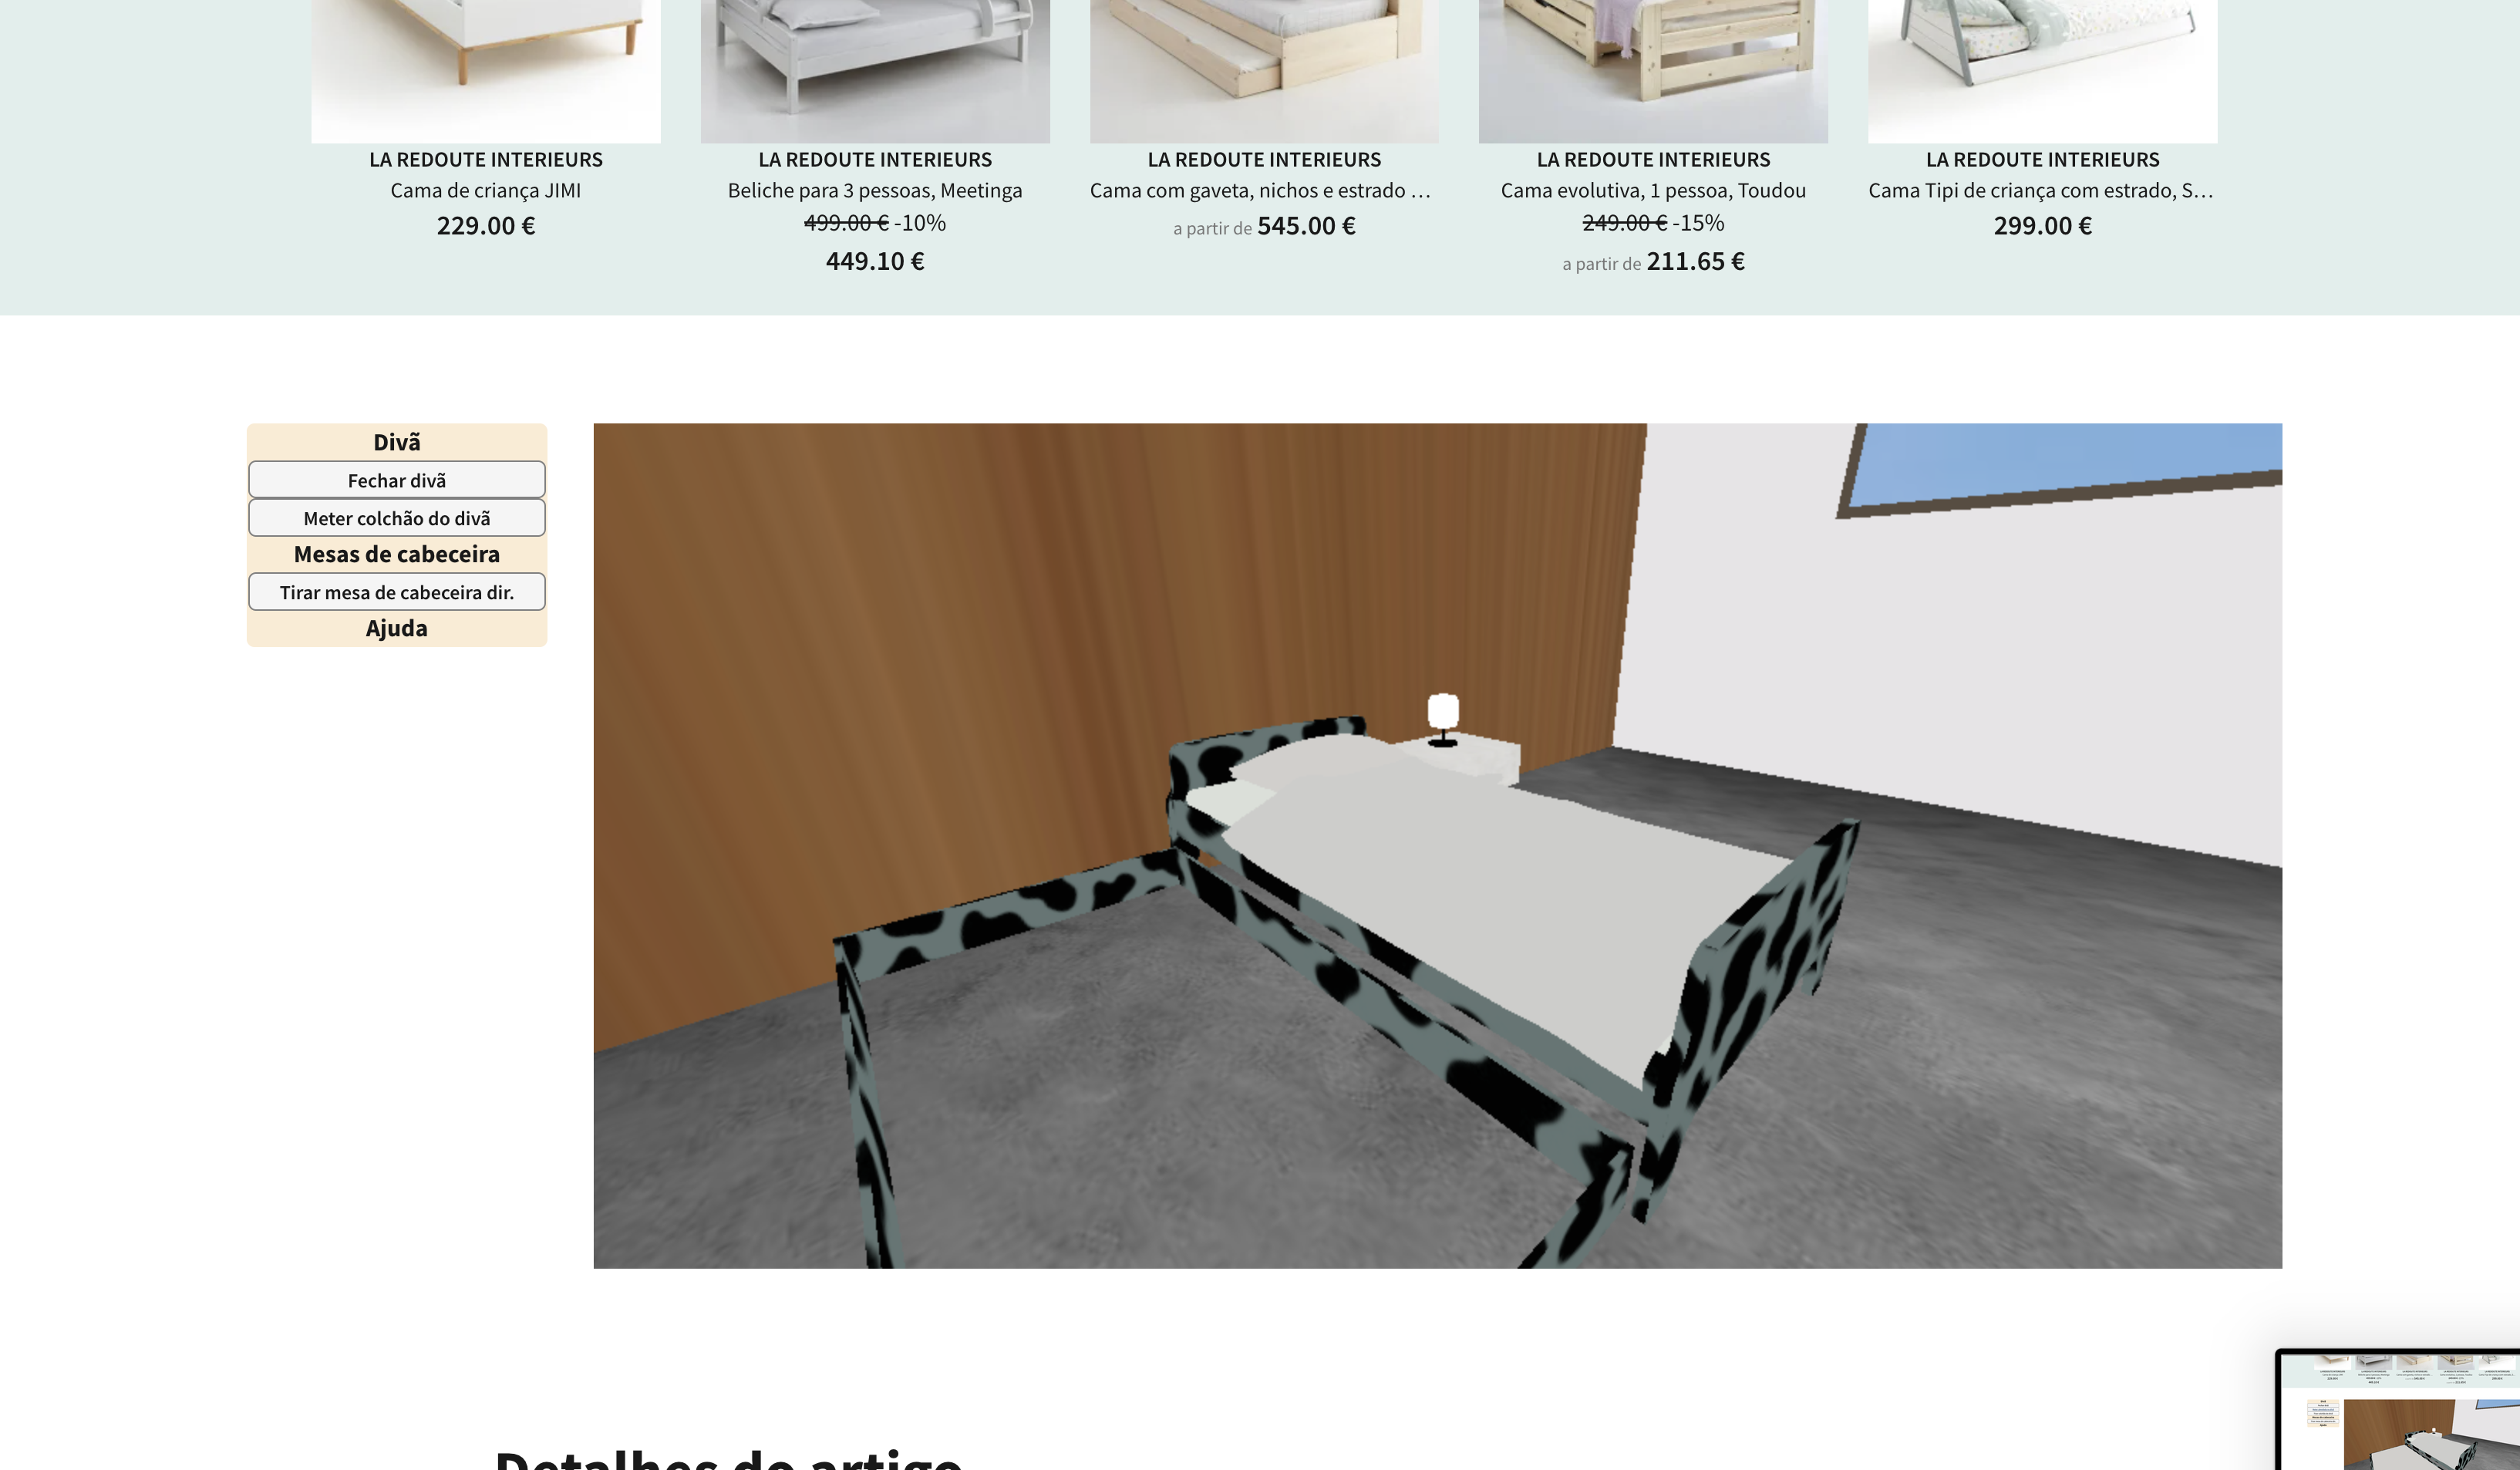 LA REDOUTE INTERIEURS
Cama de criança JIMI
229.00 €
LA REDOUTE INTERIEURS
Beliche para 3 pessoas, Meetinga
499.00 € -10%
449.10 €
LA REDOUTE INTERIEURS
Cama com gaveta, nichos e estrado …
a partir de 545.00 €
LA REDOUTE INTERIEURS
Cama evolutiva, 1 pessoa, Toudou
249.00 € -15%
a partir de 211.65 €
LA REDOUTE INTERIEURS
Cama Tipi de criança com estrado, S…
299.00 €
Divã
Fechar divã
Meter colchão do divã
Mesas de cabeceira
Tirar mesa de cabeceira dir.
Ajuda
Detalhes do artigo